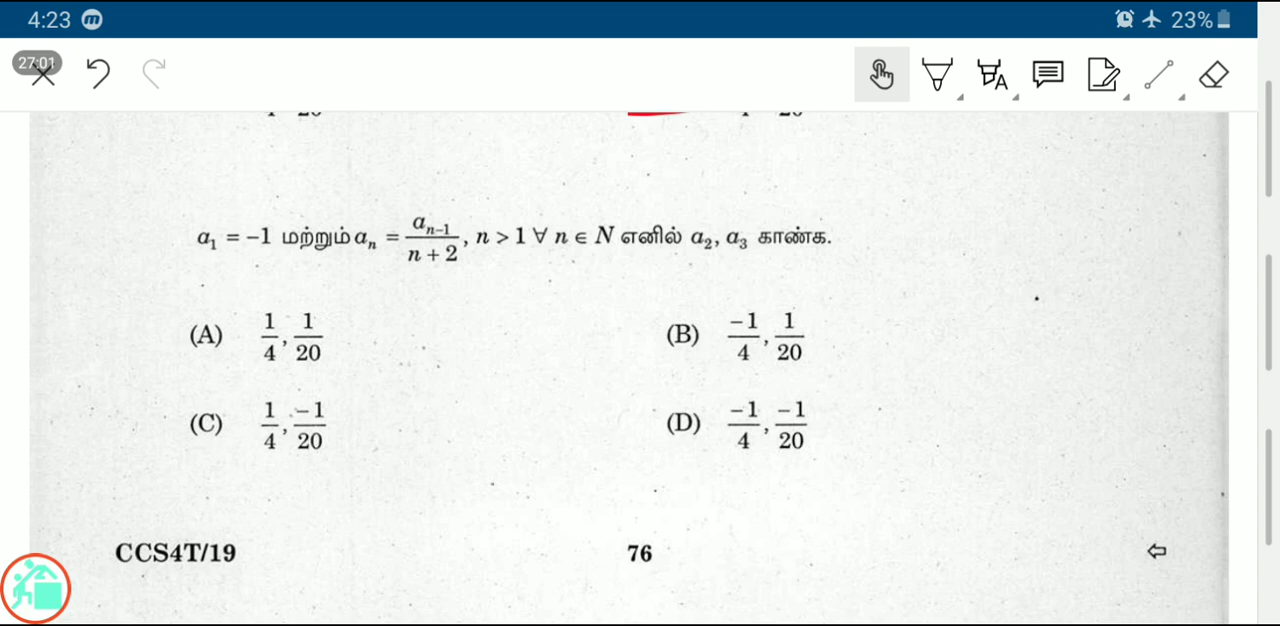 4:23 m 23%
27:01
a₁ = −1 மற்றும் aₙ = aₙ₋₁/(n + 2), n > 1 ∀ n ∈ N எனில் a₂, a₃ காண்க.
(A) 1/4, 1/20 (B) −1/4, 1/20
(C) 1/4, −1/20 (D) −1/4, −1/20
CCS4T/19 76 ⇦